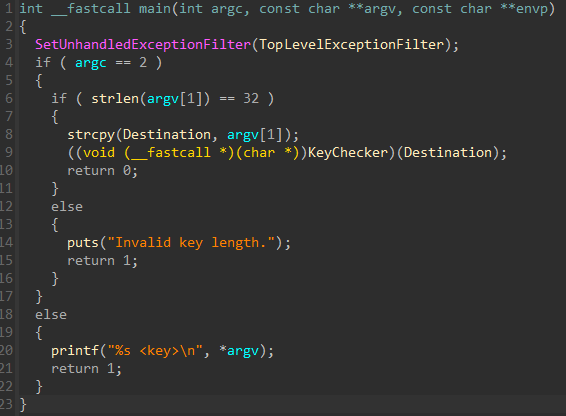 1 int __fastcall main(int argc, const char **argv, const char **envp)
2 {
3   SetUnhandledExceptionFilter(TopLevelExceptionFilter);
4   if ( argc == 2 )
5   {
6     if ( strlen(argv[1]) == 32 )
7     {
8       strcpy(Destination, argv[1]);
9       ((void (__fastcall *)(char *))KeyChecker)(Destination);
10       return 0;
11     }
12     else
13     {
14       puts("Invalid key length.");
15       return 1;
16     }
17   }
18   else
19   {
20     printf("%s <key>\n", *argv);
21     return 1;
22   }
23 }